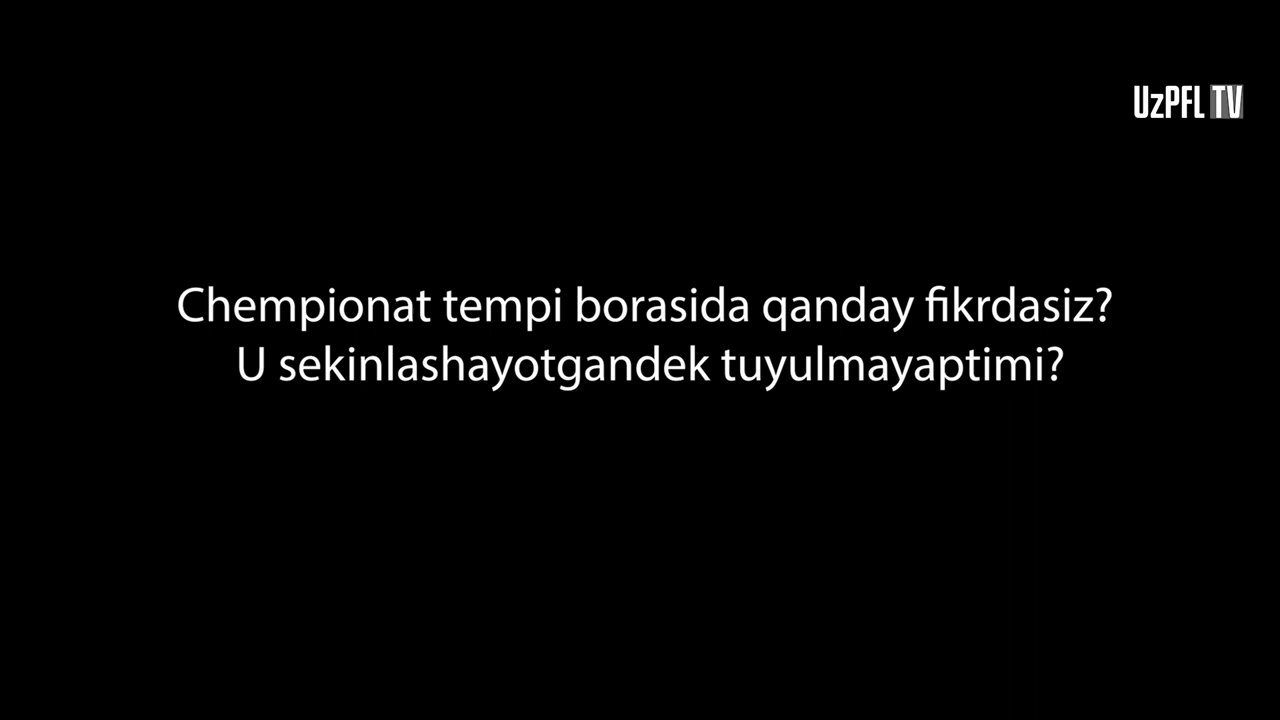 UzPFL TV
Chempionat tempi borasida qanday fikrdasiz?
U sekinlashayotgandek tuyulmayaptimi?